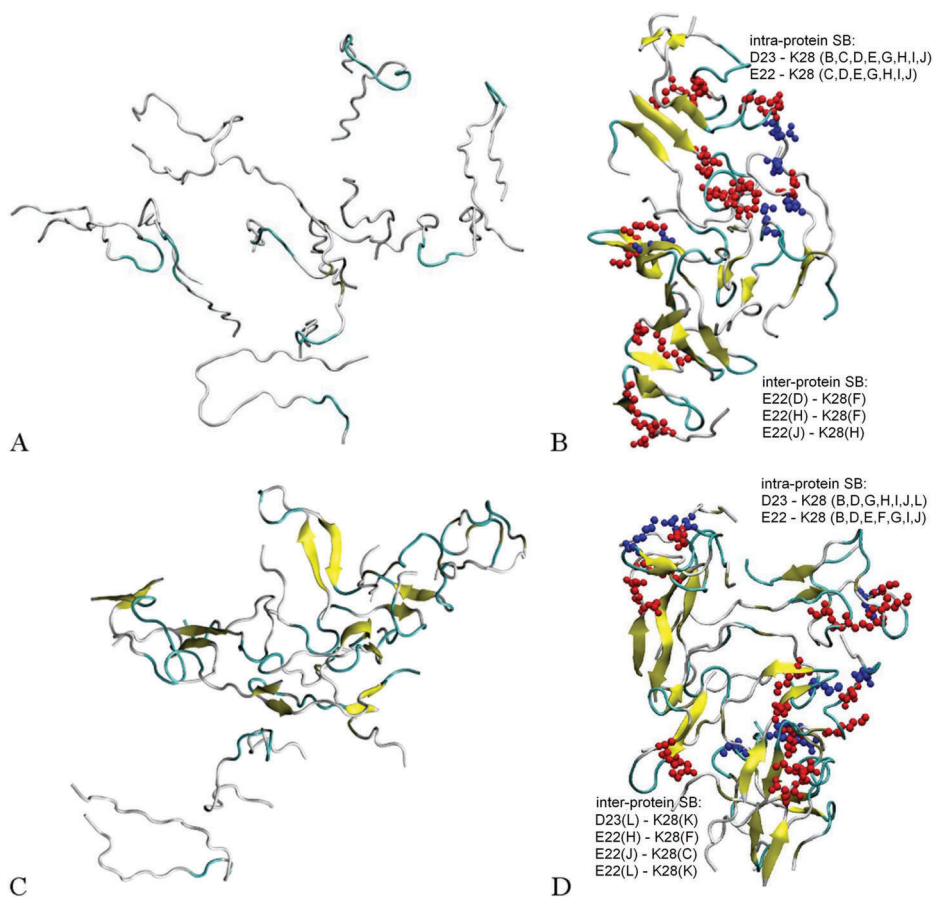 A
intra-protein SB:
D23 - K28 (B,C,D,E,G,H,I,J)
E22 - K28 (C,D,E,G,H,I,J)
inter-protein SB:
E22(D) - K28(F)
E22(H) - K28(F)
E22(J) - K28(H)
B
C
intra-protein SB:
D23 - K28 (B,D,G,H,I,J,L)
E22 - K28 (B,D,E,F,G,I,J)
inter-protein SB:
D23(L) - K28(K)
E22(H) - K28(F)
E22(J) - K28(C)
E22(L) - K28(K)
D